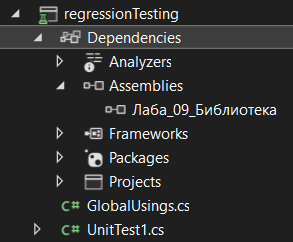 regressionTesting
Dependencies
Analyzers
Assemblies
Лаба_09_Библиотека
Frameworks
Packages
Projects
C# GlobalUsings.cs
C# UnitTest1.cs